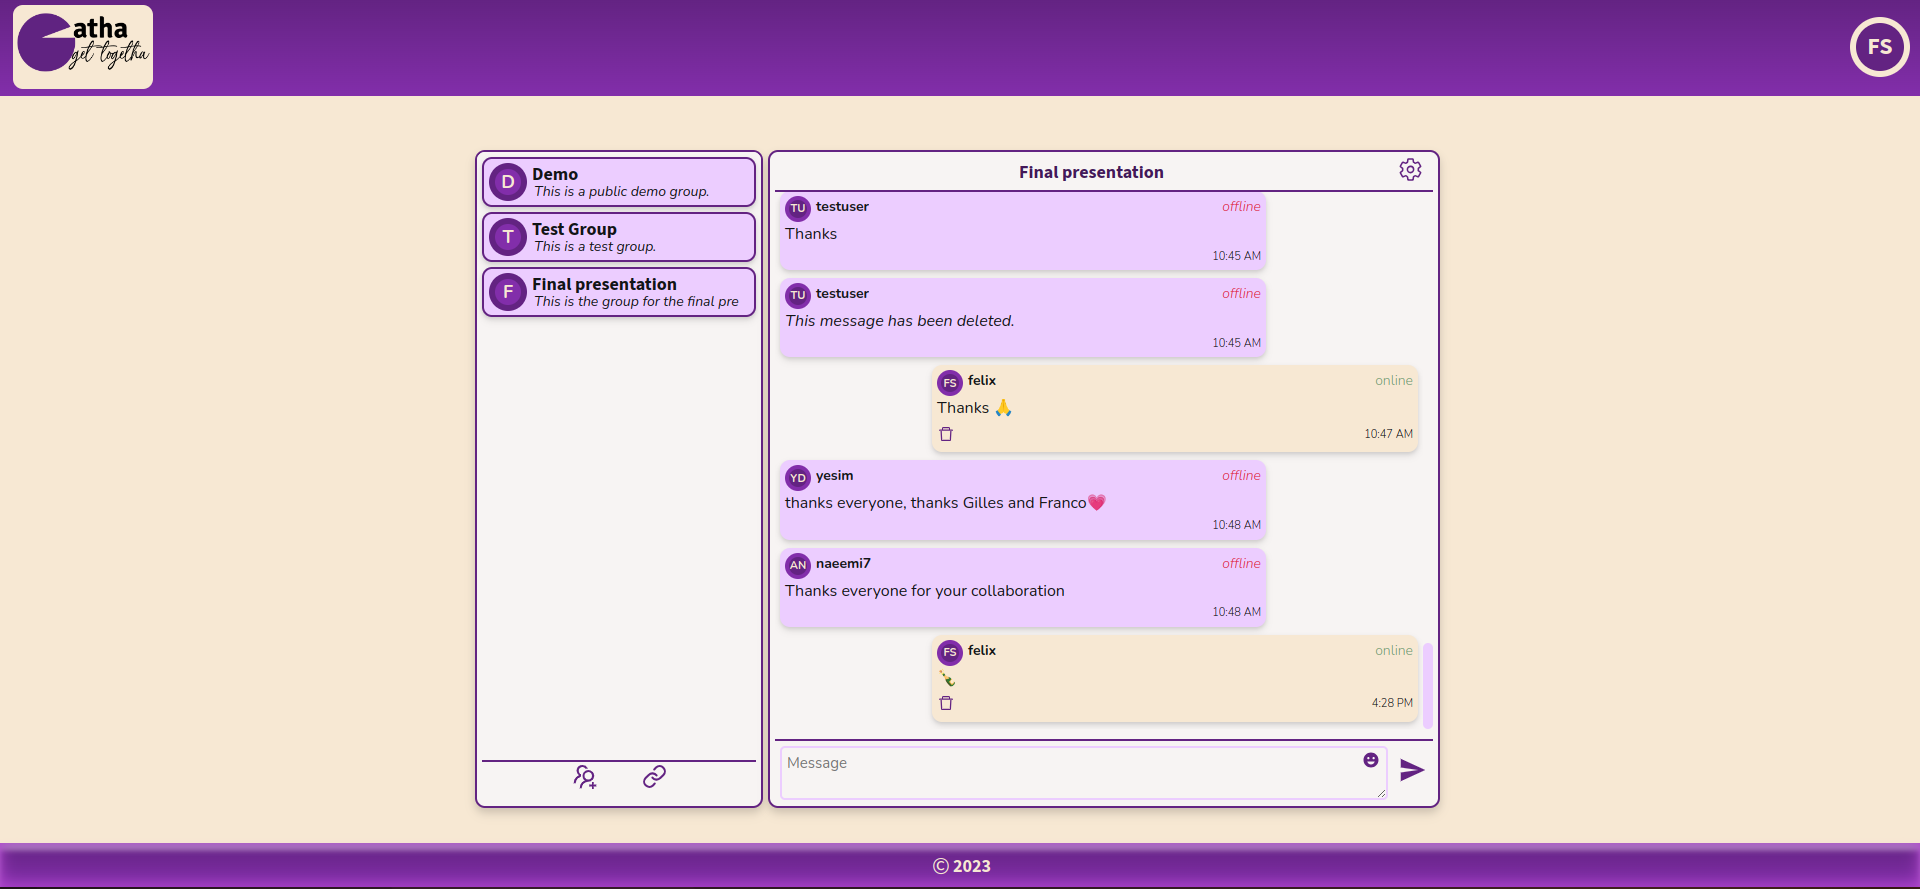 atha
get togetha
FS
D
Demo
This is a public demo group.
T
Test Group
This is a test group.
F
Final presentation
This is the group for the final pre
Final presentation
TU testuser offline
Thanks
10:45 AM
TU testuser offline
This message has been deleted.
10:45 AM
FS felix online
Thanks 🙏
10:47 AM
YD yesim offline
thanks everyone, thanks Gilles and Franco💗
10:48 AM
AN naeemi7 offline
Thanks everyone for your collaboration
10:48 AM
FS felix online
🍾
4:28 PM
Message
© 2023